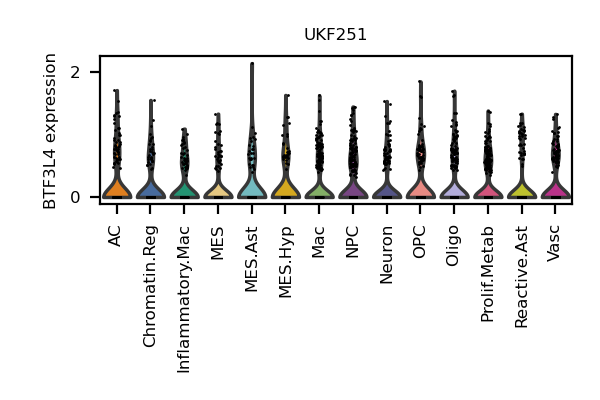 UKF251
BTF3L4 expression
2
0
AC
Chromatin.Reg
Inflammatory.Mac
MES
MES.Ast
MES.Hyp
Mac
NPC
Neuron
OPC
Oligo
Prolif.Metab
Reactive.Ast
Vasc